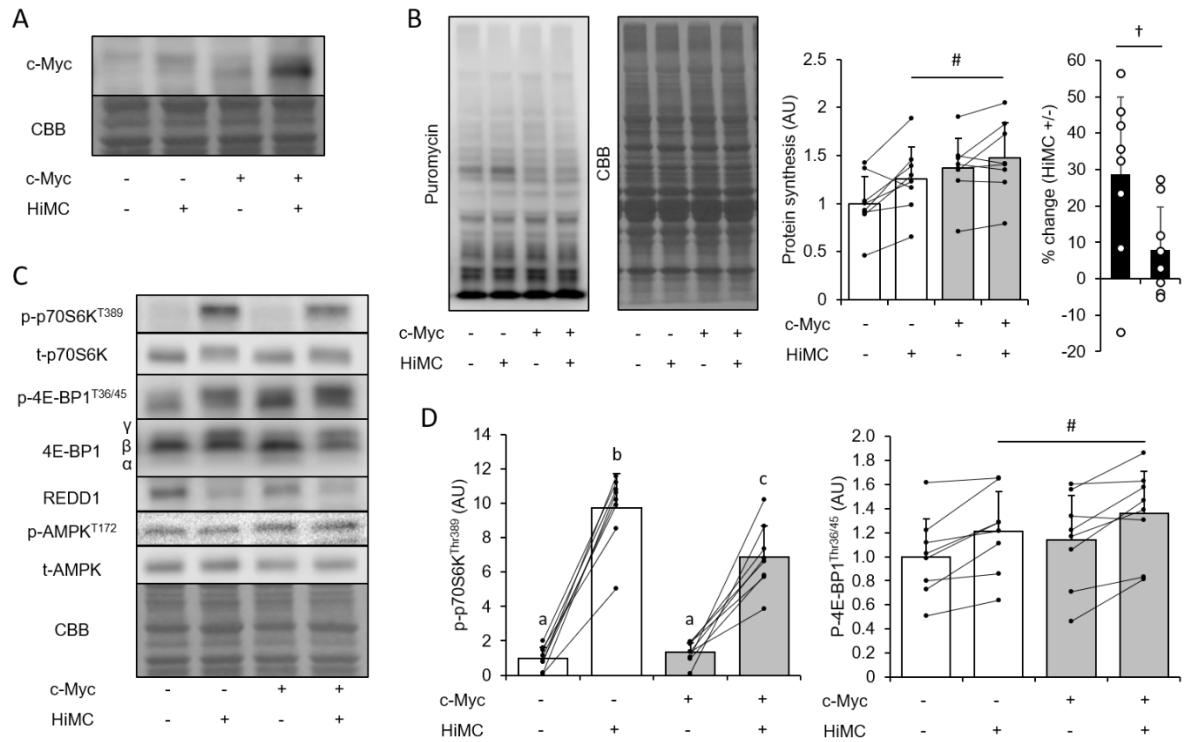 A
c-Myc
CBB
c-Myc - - + +
HiMC - + - +
B
Puromycin
CBB
c-Myc - - + +
HiMC - + - +
- - + +
- + - +
Protein synthesis (AU)
2.5
2
1.5
1
0.5
0
#
c-Myc - - + +
HiMC - + - +
% change (HiMC +/-)
60
50
40
30
20
10
0
-10
-20
†
- +
C
p-p70S6K^T389
t-p70S6K
p-4E-BP1^T36/45
4E-BP1
γ
β
α
REDD1
p-AMPK^T172
t-AMPK
CBB
c-Myc - - + +
HiMC - + - +
D
p-p70S6K^Thr389 (AU)
14
12
10
8
6
4
2
0
a
b
a
c
c-Myc - - + +
HiMC - + - +
P-4E-BP1^Thr36/45 (AU)
2.0
1.8
1.6
1.4
1.2
1.0
0.8
0.6
0.4
0.2
0.0
#
c-Myc - - + +
HiMC - + - +